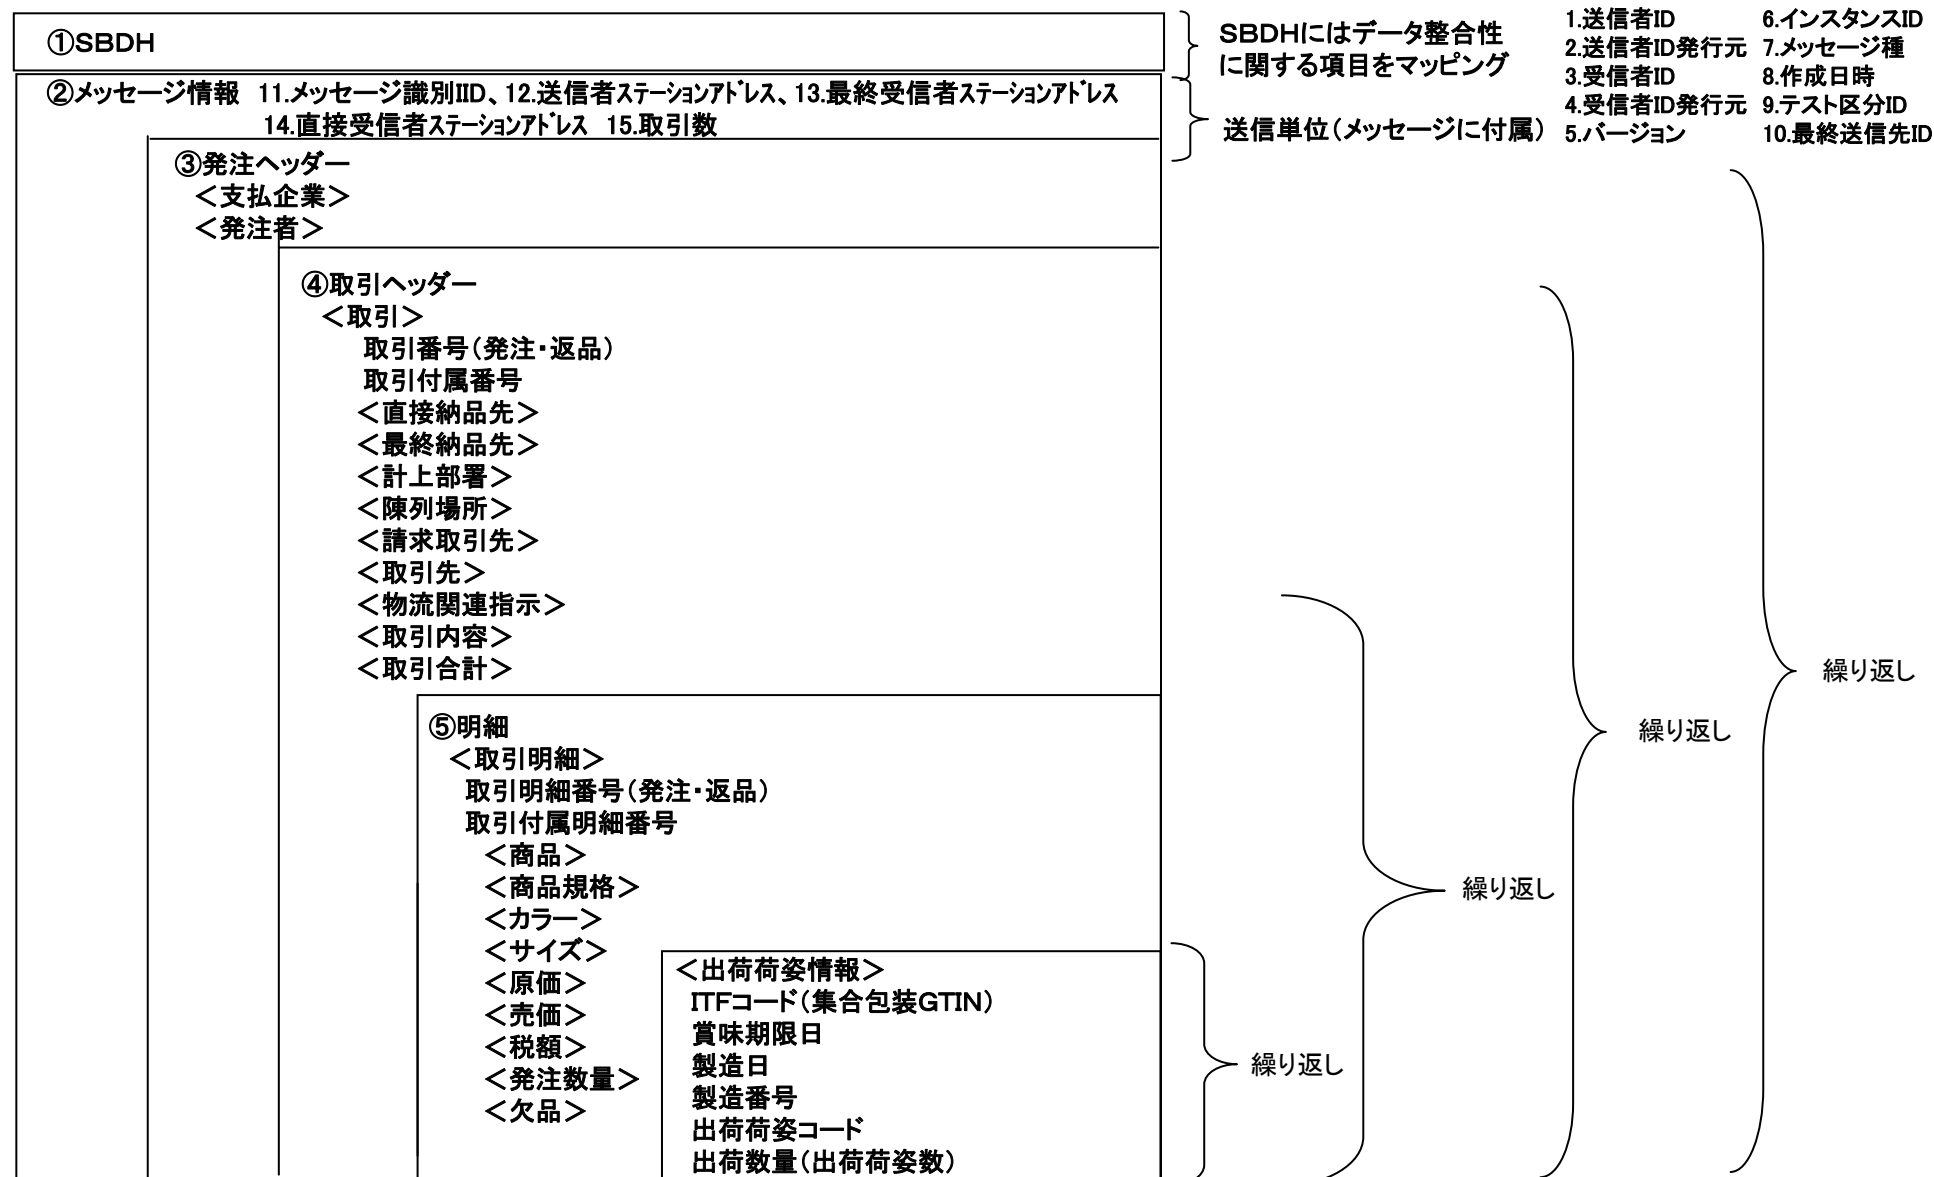 ①SBDH
SBDHにはデータ整合性
に関する項目をマッピング
1.送信者ID
2.送信者ID発行元
3.受信者ID
4.受信者ID発行元
5.バージョン
6.インスタンスID
7.メッセージ種
8.作成日時
9.テスト区分ID
10.最終送信先ID
②メッセージ情報 11.メッセージ識別IID、12.送信者ステーションアドレス、13.最終受信者ステーションアドレス
14.直接受信者ステーションアドレス 15.取引数
送信単位(メッセージに付属)
③発注ヘッダー
<支払企業>
<発注者>
④取引ヘッダー
<取引>
取引番号(発注・返品)
取引付属番号
<直接納品先>
<最終納品先>
<計上部署>
<陳列場所>
<請求取引先>
<取引先>
<物流関連指示>
<取引内容>
<取引合計>
⑤明細
<取引明細>
取引明細番号(発注・返品)
取引付属明細番号
<商品>
<商品規格>
<カラー>
<サイズ>
<原価>
<売価>
<税額>
<発注数量>
<欠品>
<出荷荷姿情報>
ITFコード(集合包装GTIN)
賞味期限日
製造日
製造番号
出荷荷姿コード
出荷数量(出荷荷姿数)
繰り返し
繰り返し
繰り返し
繰り返し